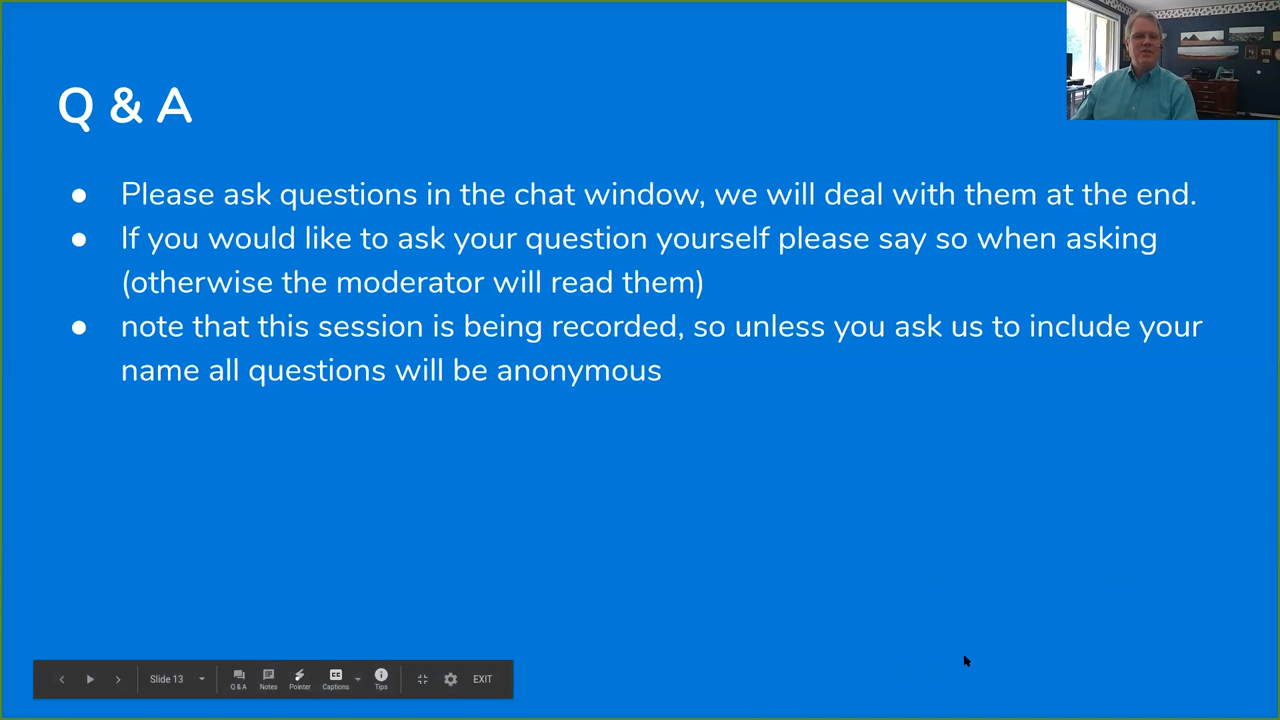 Q & A
● Please ask questions in the chat window, we will deal with them at the end.
● If you would like to ask your question yourself please say so when asking
(otherwise the moderator will read them)
● note that this session is being recorded, so unless you ask us to include your
name all questions will be anonymous
Slide 13
Q & A
Notes
Pointer
CC
Captions
Tips
EXIT